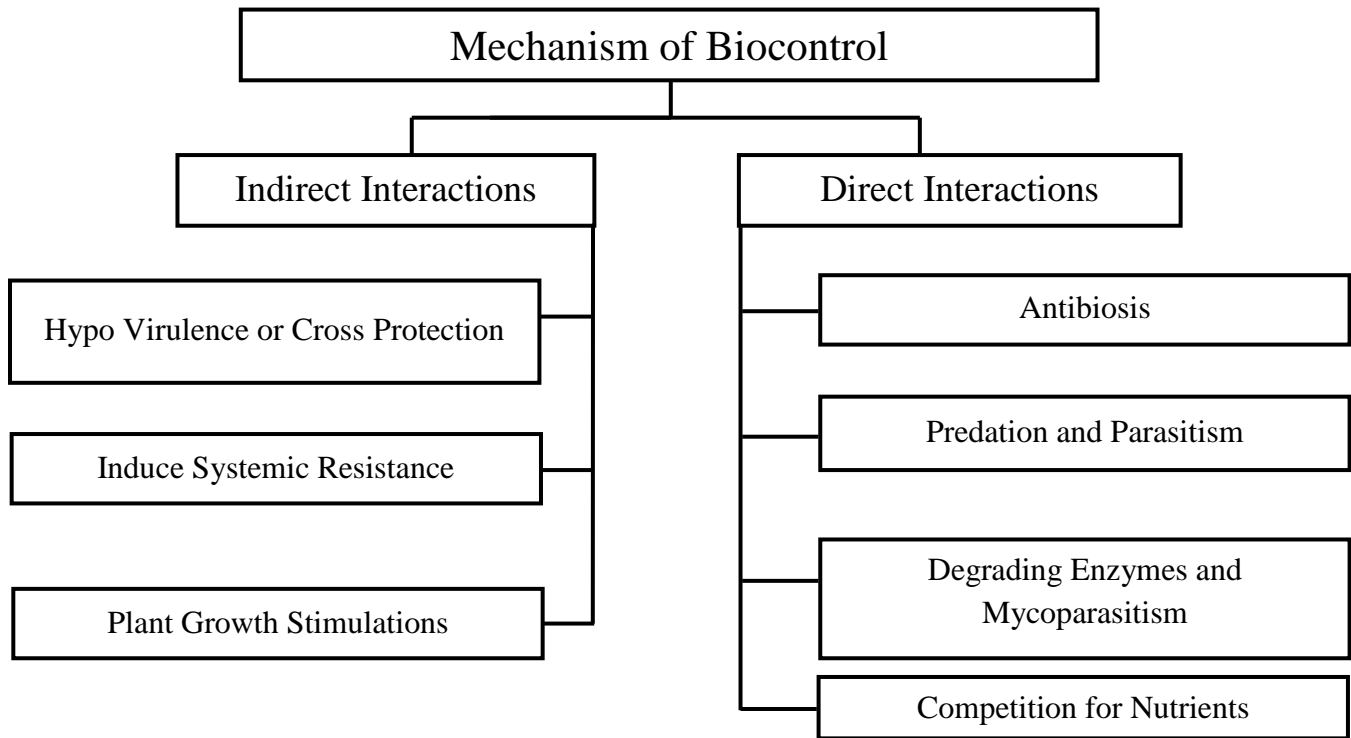 Mechanism of Biocontrol
Indirect Interactions
Direct Interactions
Hypo Virulence or Cross Protection
Induce Systemic Resistance
Plant Growth Stimulations
Antibiosis
Predation and Parasitism
Degrading Enzymes and
Mycoparasitism
Competition for Nutrients